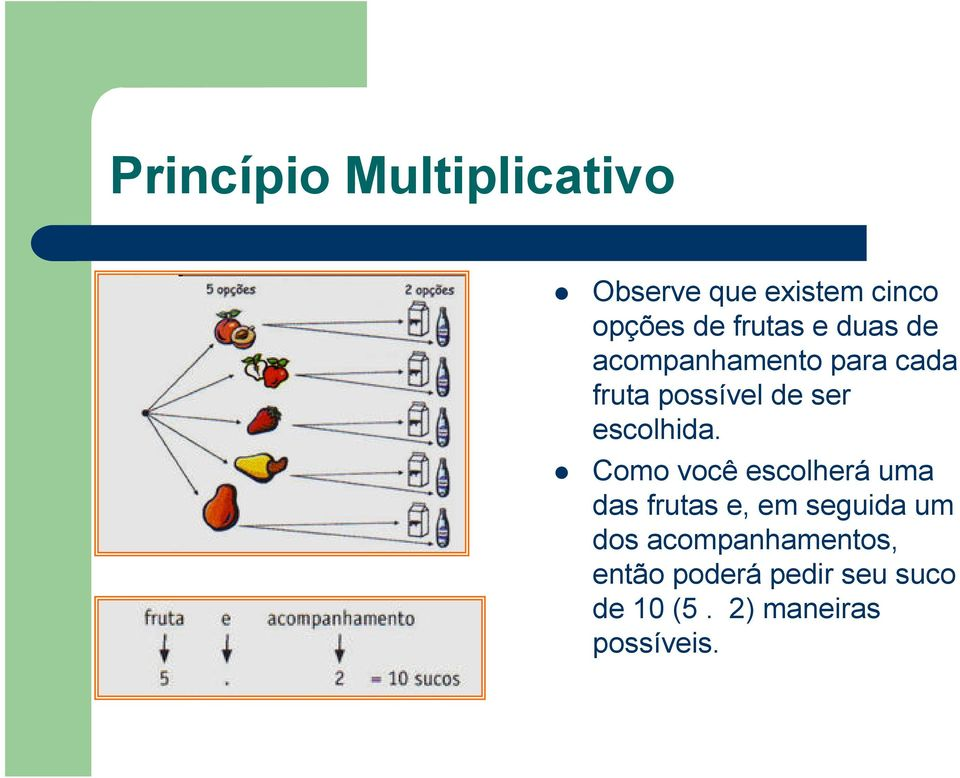 Princípio Multiplicativo
5 opções 2 opções
fruta e acompanhamento
5 . 2 = 10 sucos
Observe que existem cinco
opções de frutas e duas de
acompanhamento para cada
fruta possível de ser
escolhida.
Como você escolherá uma
das frutas e, em seguida um
dos acompanhamentos,
então poderá pedir seu suco
de 10 (5 . 2) maneiras
possíveis.